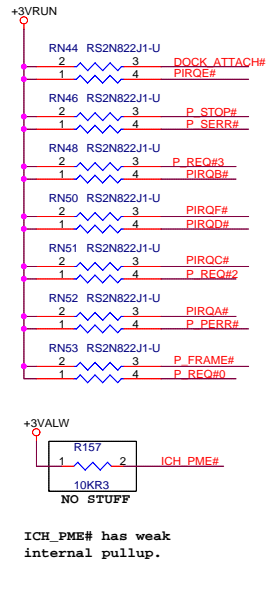 +3VRUN
RN44 RS2N822J1-U
2 3 DOCK_ATTACH#
1 4 PIRQE#
RN46 RS2N822J1-U
2 3 P_STOP#
1 4 P_SERR#
RN48 RS2N822J1-U
2 3 P_REQ#3
1 4 PIRQB#
RN50 RS2N822J1-U
2 3 PIRQF#
1 4 PIRQD#
RN51 RS2N822J1-U
2 3 PIRQC#
1 4 P_REQ#2
RN52 RS2N822J1-U
2 3 PIRQA#
1 4 P_PERR#
RN53 RS2N822J1-U
2 3 P_FRAME#
1 4 P_REQ#0
+3VALW
R157
1 2 ICH_PME#
10KR3
NO STUFF
ICH_PME# has weak
internal pullup.